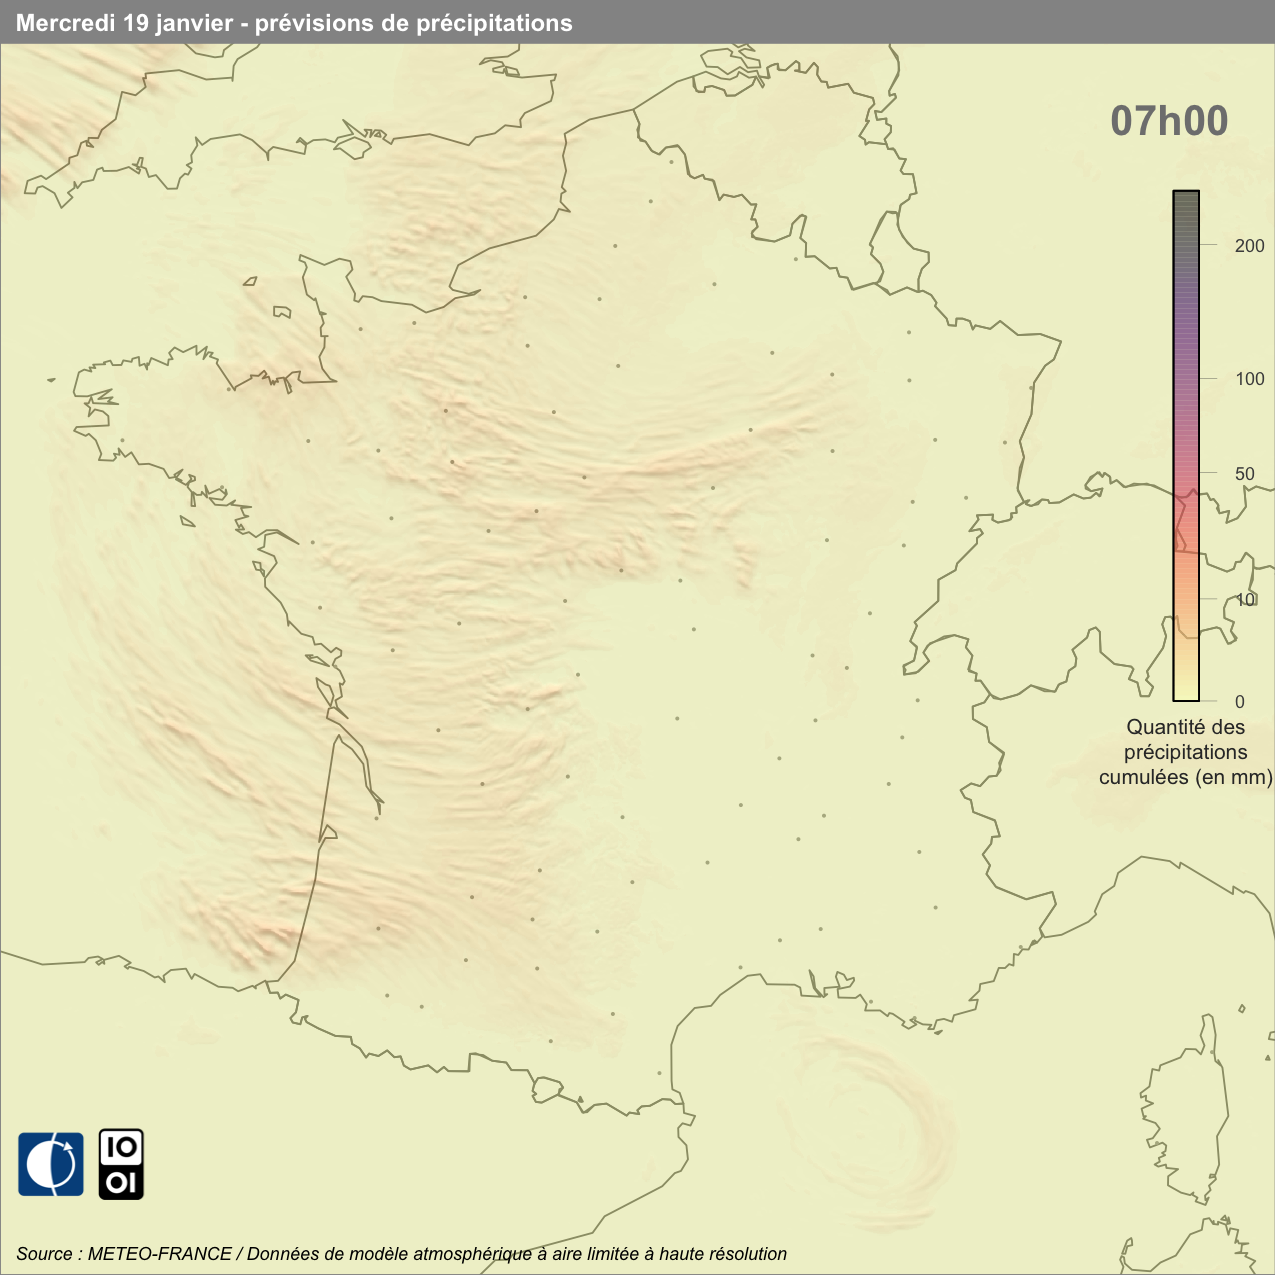 Mercredi 19 janvier - prévisions de précipitations
07h00
200
100
50
10
0
Quantité des
précipitations
cumulées (en mm)
IO
OI
Source : METEO-FRANCE / Données de modèle atmosphérique à aire limitée à haute résolution